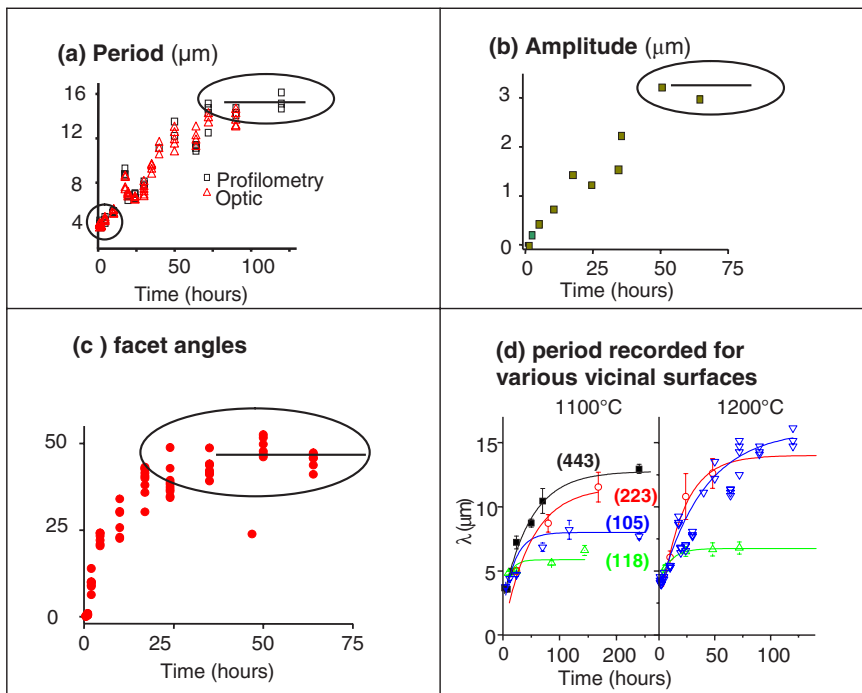 (a) Period (µm)
16
12
8
4
Profilometry
Optic
0
50
100
Time (hours)
(b) Amplitude (µm)
3
2
1
0
0
25
50
75
Time (hours)
(c ) facet angles
50
25
0
0
25
50
75
Time (hours)
(d) period recorded for
various vicinal surfaces
1100°C
1200°C
15
10
5
0
λ (µm)
(443)
(223)
(105)
(118)
0
100
200
0
50
100
Time (hours)